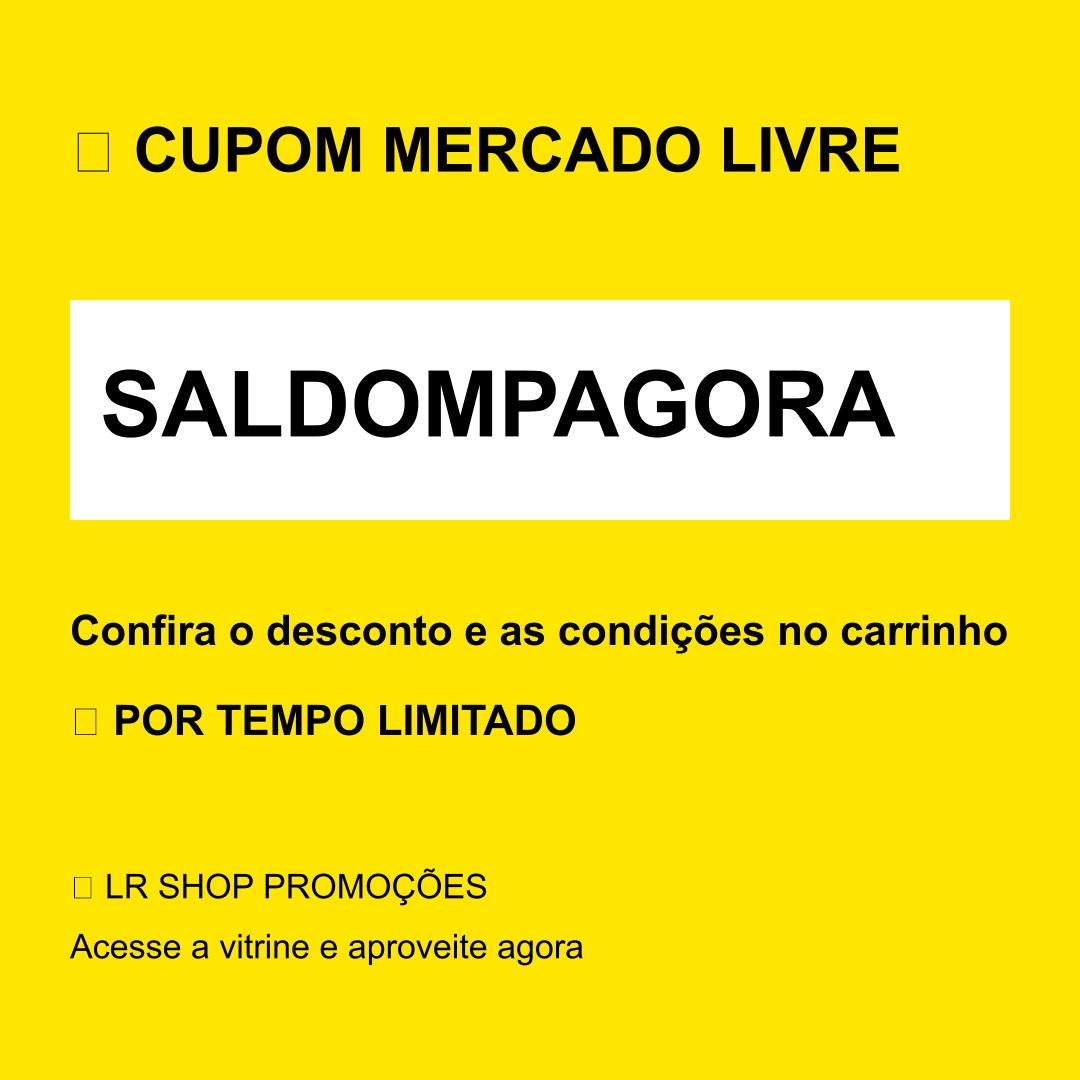 □ CUPOM MERCADO LIVRE
SALDOMPAGORA
Confira o desconto e as condições no carrinho
□ POR TEMPO LIMITADO
□ LR SHOP PROMOÇÕES
Acesse a vitrine e aproveite agora